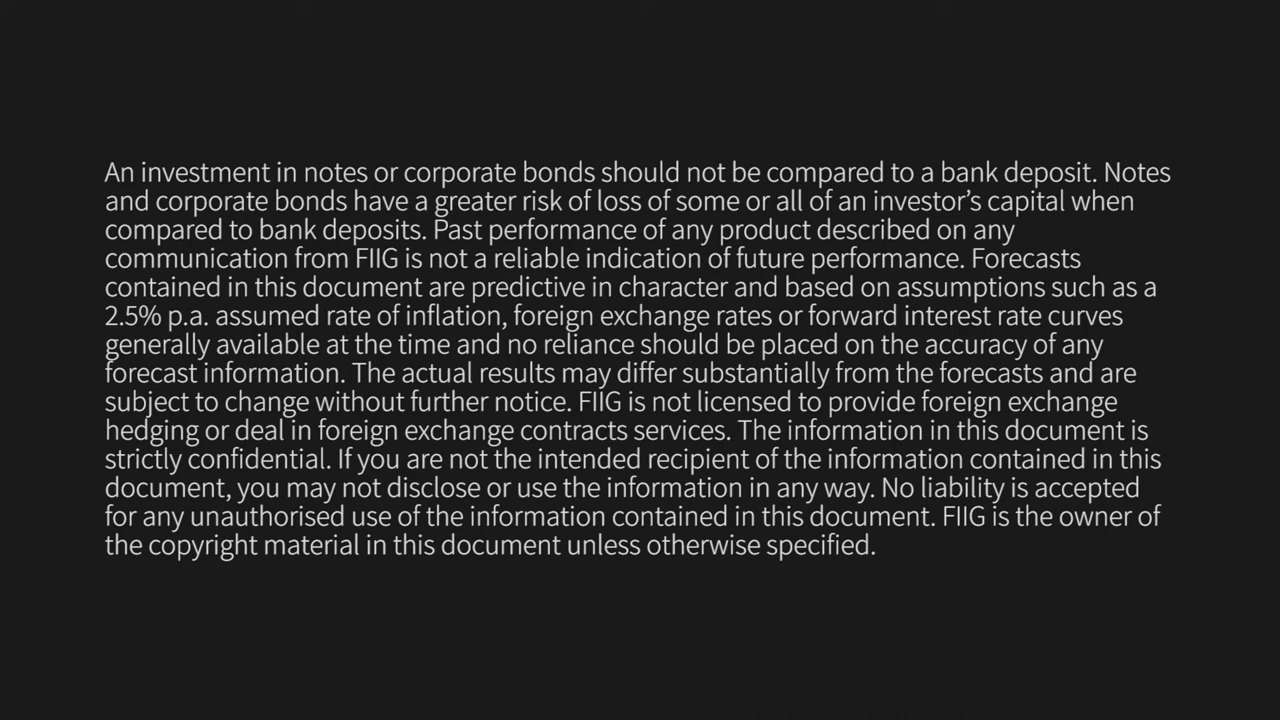 An investment in notes or corporate bonds should not be compared to a bank deposit. Notes
and corporate bonds have a greater risk of loss of some or all of an investor’s capital when
compared to bank deposits. Past performance of any product described on any
communication from FIIG is not a reliable indication of future performance. Forecasts
contained in this document are predictive in character and based on assumptions such as a
2.5% p.a. assumed rate of inflation, foreign exchange rates or forward interest rate curves
generally available at the time and no reliance should be placed on the accuracy of any
forecast information. The actual results may differ substantially from the forecasts and are
subject to change without further notice. FIIG is not licensed to provide foreign exchange
hedging or deal in foreign exchange contracts services. The information in this document is
strictly confidential. If you are not the intended recipient of the information contained in this
document, you may not disclose or use the information in any way. No liability is accepted
for any unauthorised use of the information contained in this document. FIIG is the owner of
the copyright material in this document unless otherwise specified.